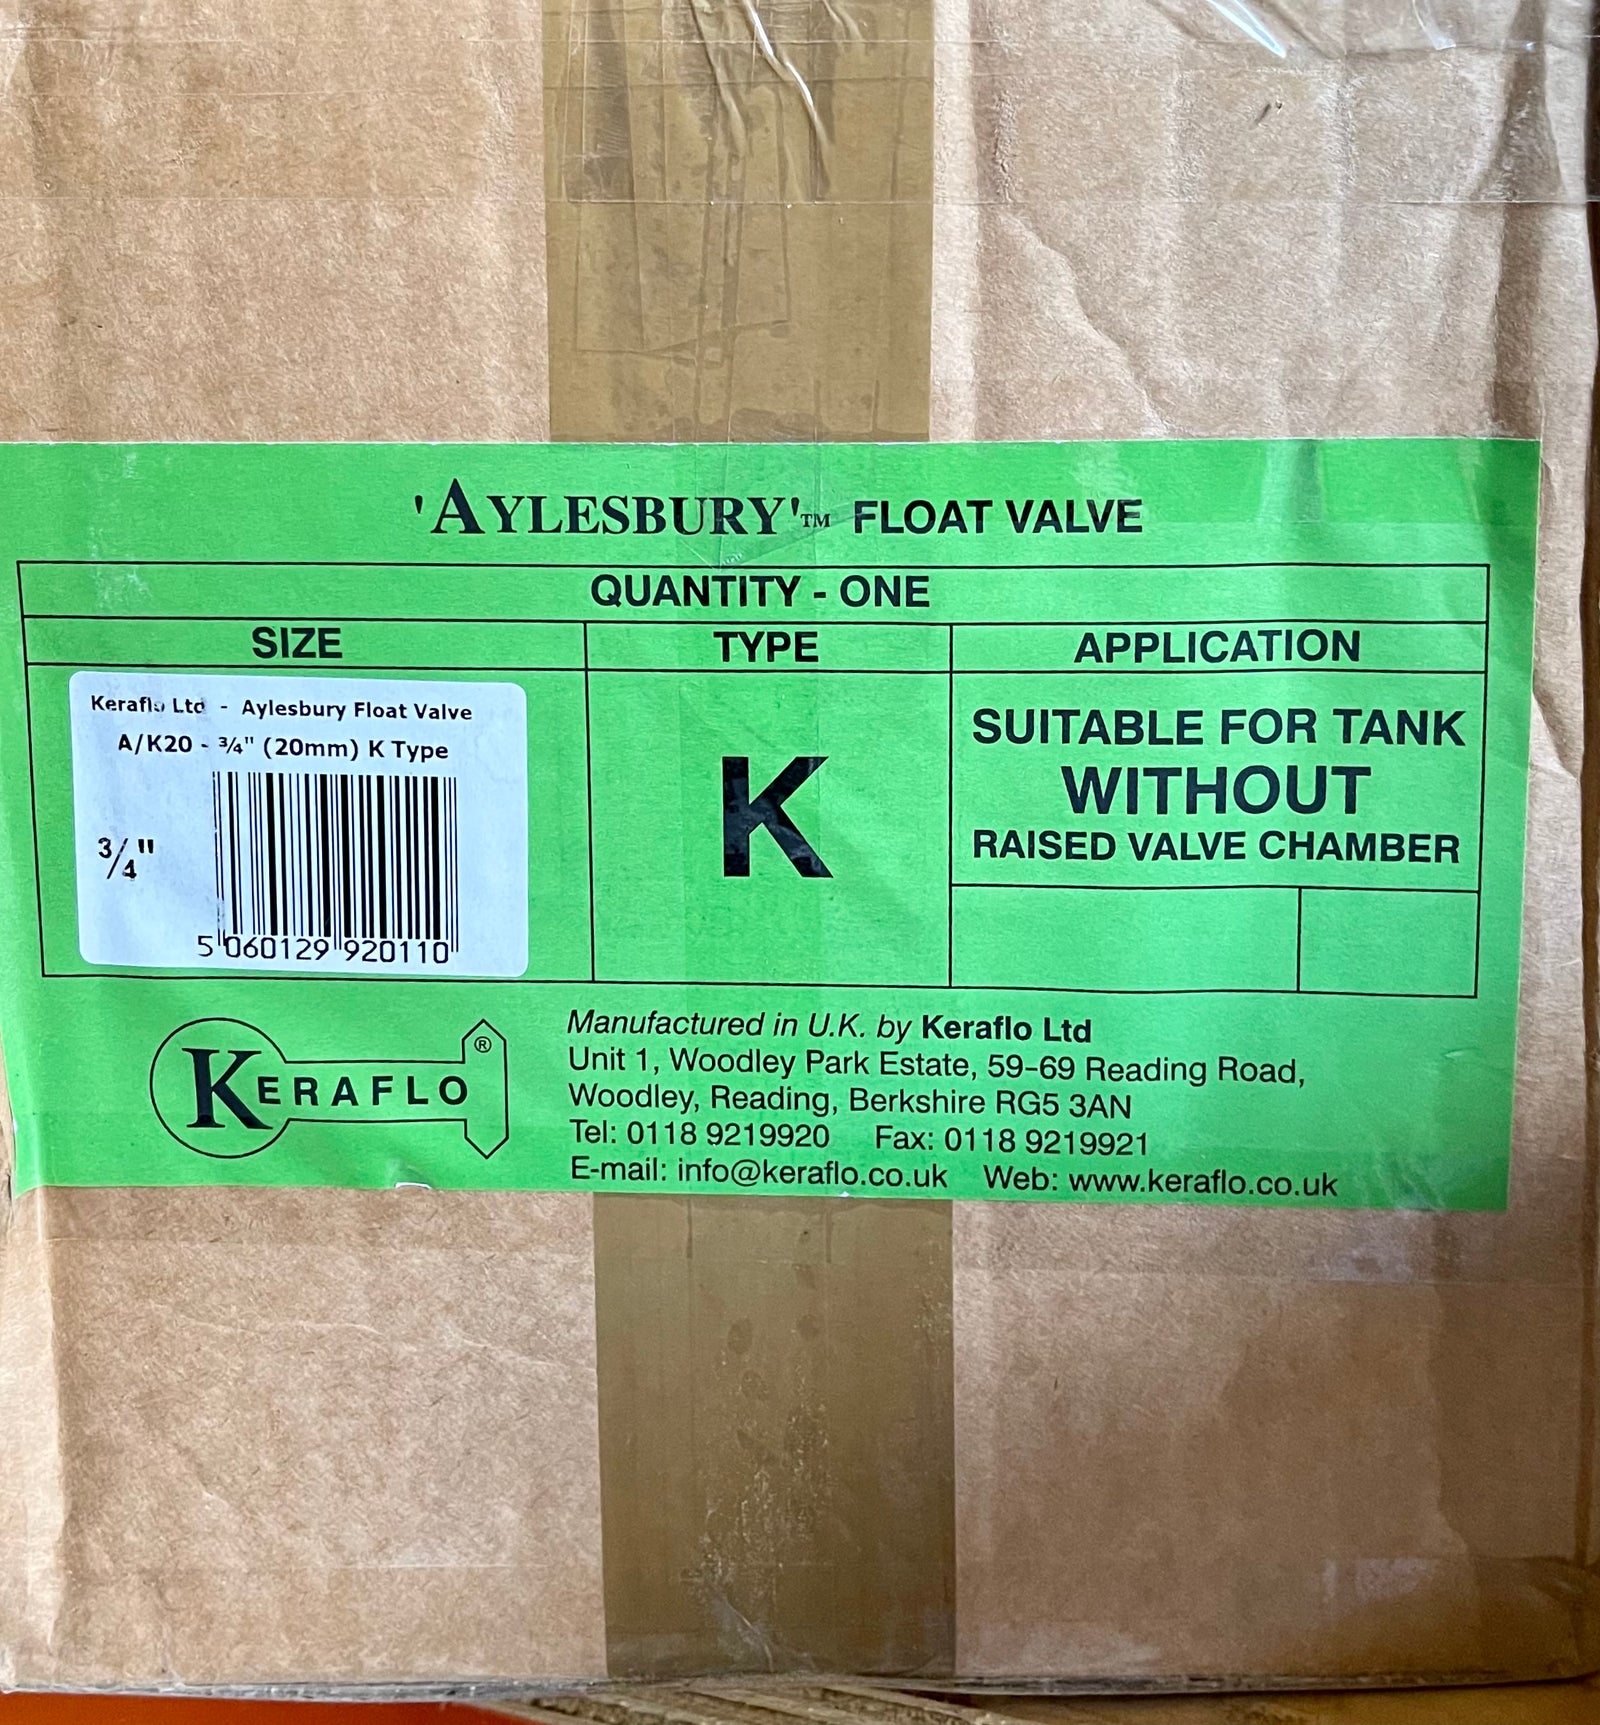 'AYLESBURY'™ FLOAT VALVE
QUANTITY - ONE
SIZE
TYPE
APPLICATION
Keraflo Ltd - Aylesbury Float Valve
A/K20 - ¾" (20mm) K Type
¾"
5 060129 920110
K
SUITABLE FOR TANK
WITHOUT
RAISED VALVE CHAMBER
KERAFLO ®
Manufactured in U.K. by Keraflo Ltd
Unit 1, Woodley Park Estate, 59-69 Reading Road,
Woodley, Reading, Berkshire RG5 3AN
Tel: 0118 9219920 Fax: 0118 9219921
E-mail: info@keraflo.co.uk Web: www.keraflo.co.uk